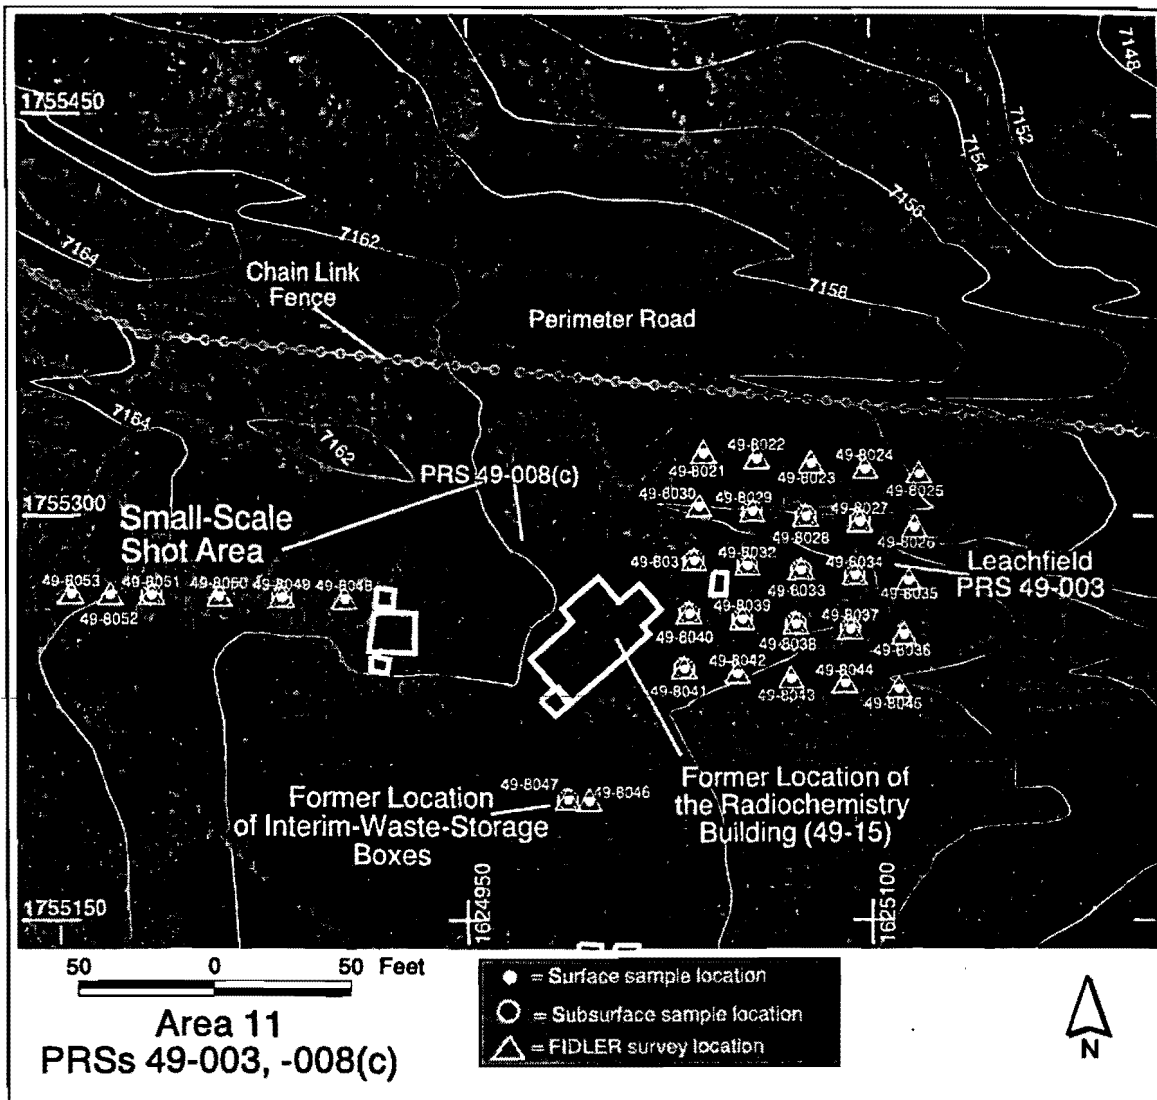 7148
1755450
7152
7154
7156
7162
7164
Chain Link
Fence
7158
Perimeter Road
7164
7162
PRS 49-008(c)
49-8022
49-8024
49-8021
49-8023
49-8025
49-8030
49-8029
49-8027
49-8028
49-8026
1755300
Small-Scale
Shot Area
Leachfield
PRS 49-003
49-8031
49-8032
49-8034
49-8033
49-8035
49-8053
49-8051
49-8050
49-8049
49-8048
49-8052
49-8039
49-8037
49-8040
49-8038
49-8036
49-8042
49-8044
49-8041
49-8043
49-8045
49-8047
49-8046
Former Location
of Interim-Waste-Storage
Boxes
Former Location of
the Radiochemistry
Building (49-15)
1755150
1624950
1625100
50 0 50 Feet
= Surface sample location
= Subsurface sample location
= FIDLER survey location
Area 11
PRSs 49-003, -008(c)
N